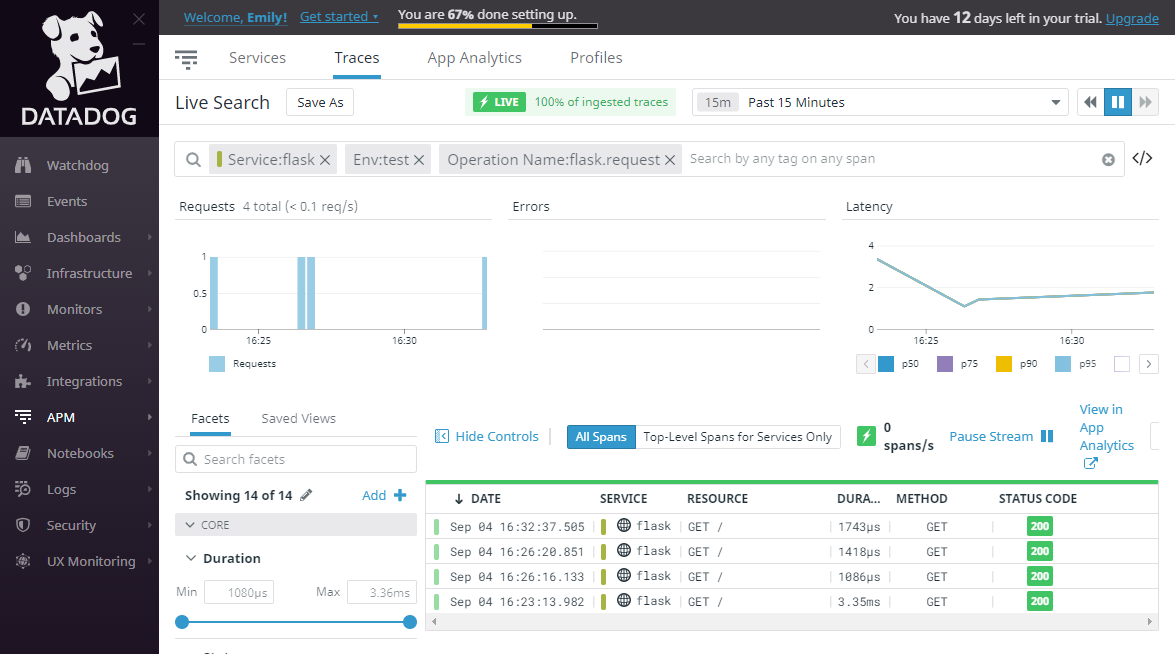 Welcome, Emily! Get started
You are 67% done setting up.
You have 12 days left in your trial. Upgrade
DATADOG
Watchdog
Events
Dashboards
Infrastructure
Monitors
Metrics
Integrations
APM
Notebooks
Logs
Security
UX Monitoring
Services Traces App Analytics Profiles
Live Search Save As LIVE 100% of ingested traces 15m Past 15 Minutes
Service:flask Env:test Operation Name:flask.request Search by any tag on any span </>
Requests 4 total (< 0.1 req/s)
1
0.5
0
16:25 16:30
Requests
Errors
Latency
4
2
0
16:25 16:30
p50 p75 p90 p95
Facets Saved Views
Search facets
Showing 14 of 14 Add
CORE
Duration
Min 1080µs Max 3.36ms
Hide Controls All Spans Top-Level Spans for Services Only
0 spans/s
Pause Stream
View in
App
Analytics
DATE SERVICE RESOURCE DURA... METHOD STATUS CODE
Sep 04 16:32:37.505 flask GET / 1743µs GET 200
Sep 04 16:26:20.851 flask GET / 1418µs GET 200
Sep 04 16:26:16.133 flask GET / 1086µs GET 200
Sep 04 16:23:13.982 flask GET / 3.35ms GET 200